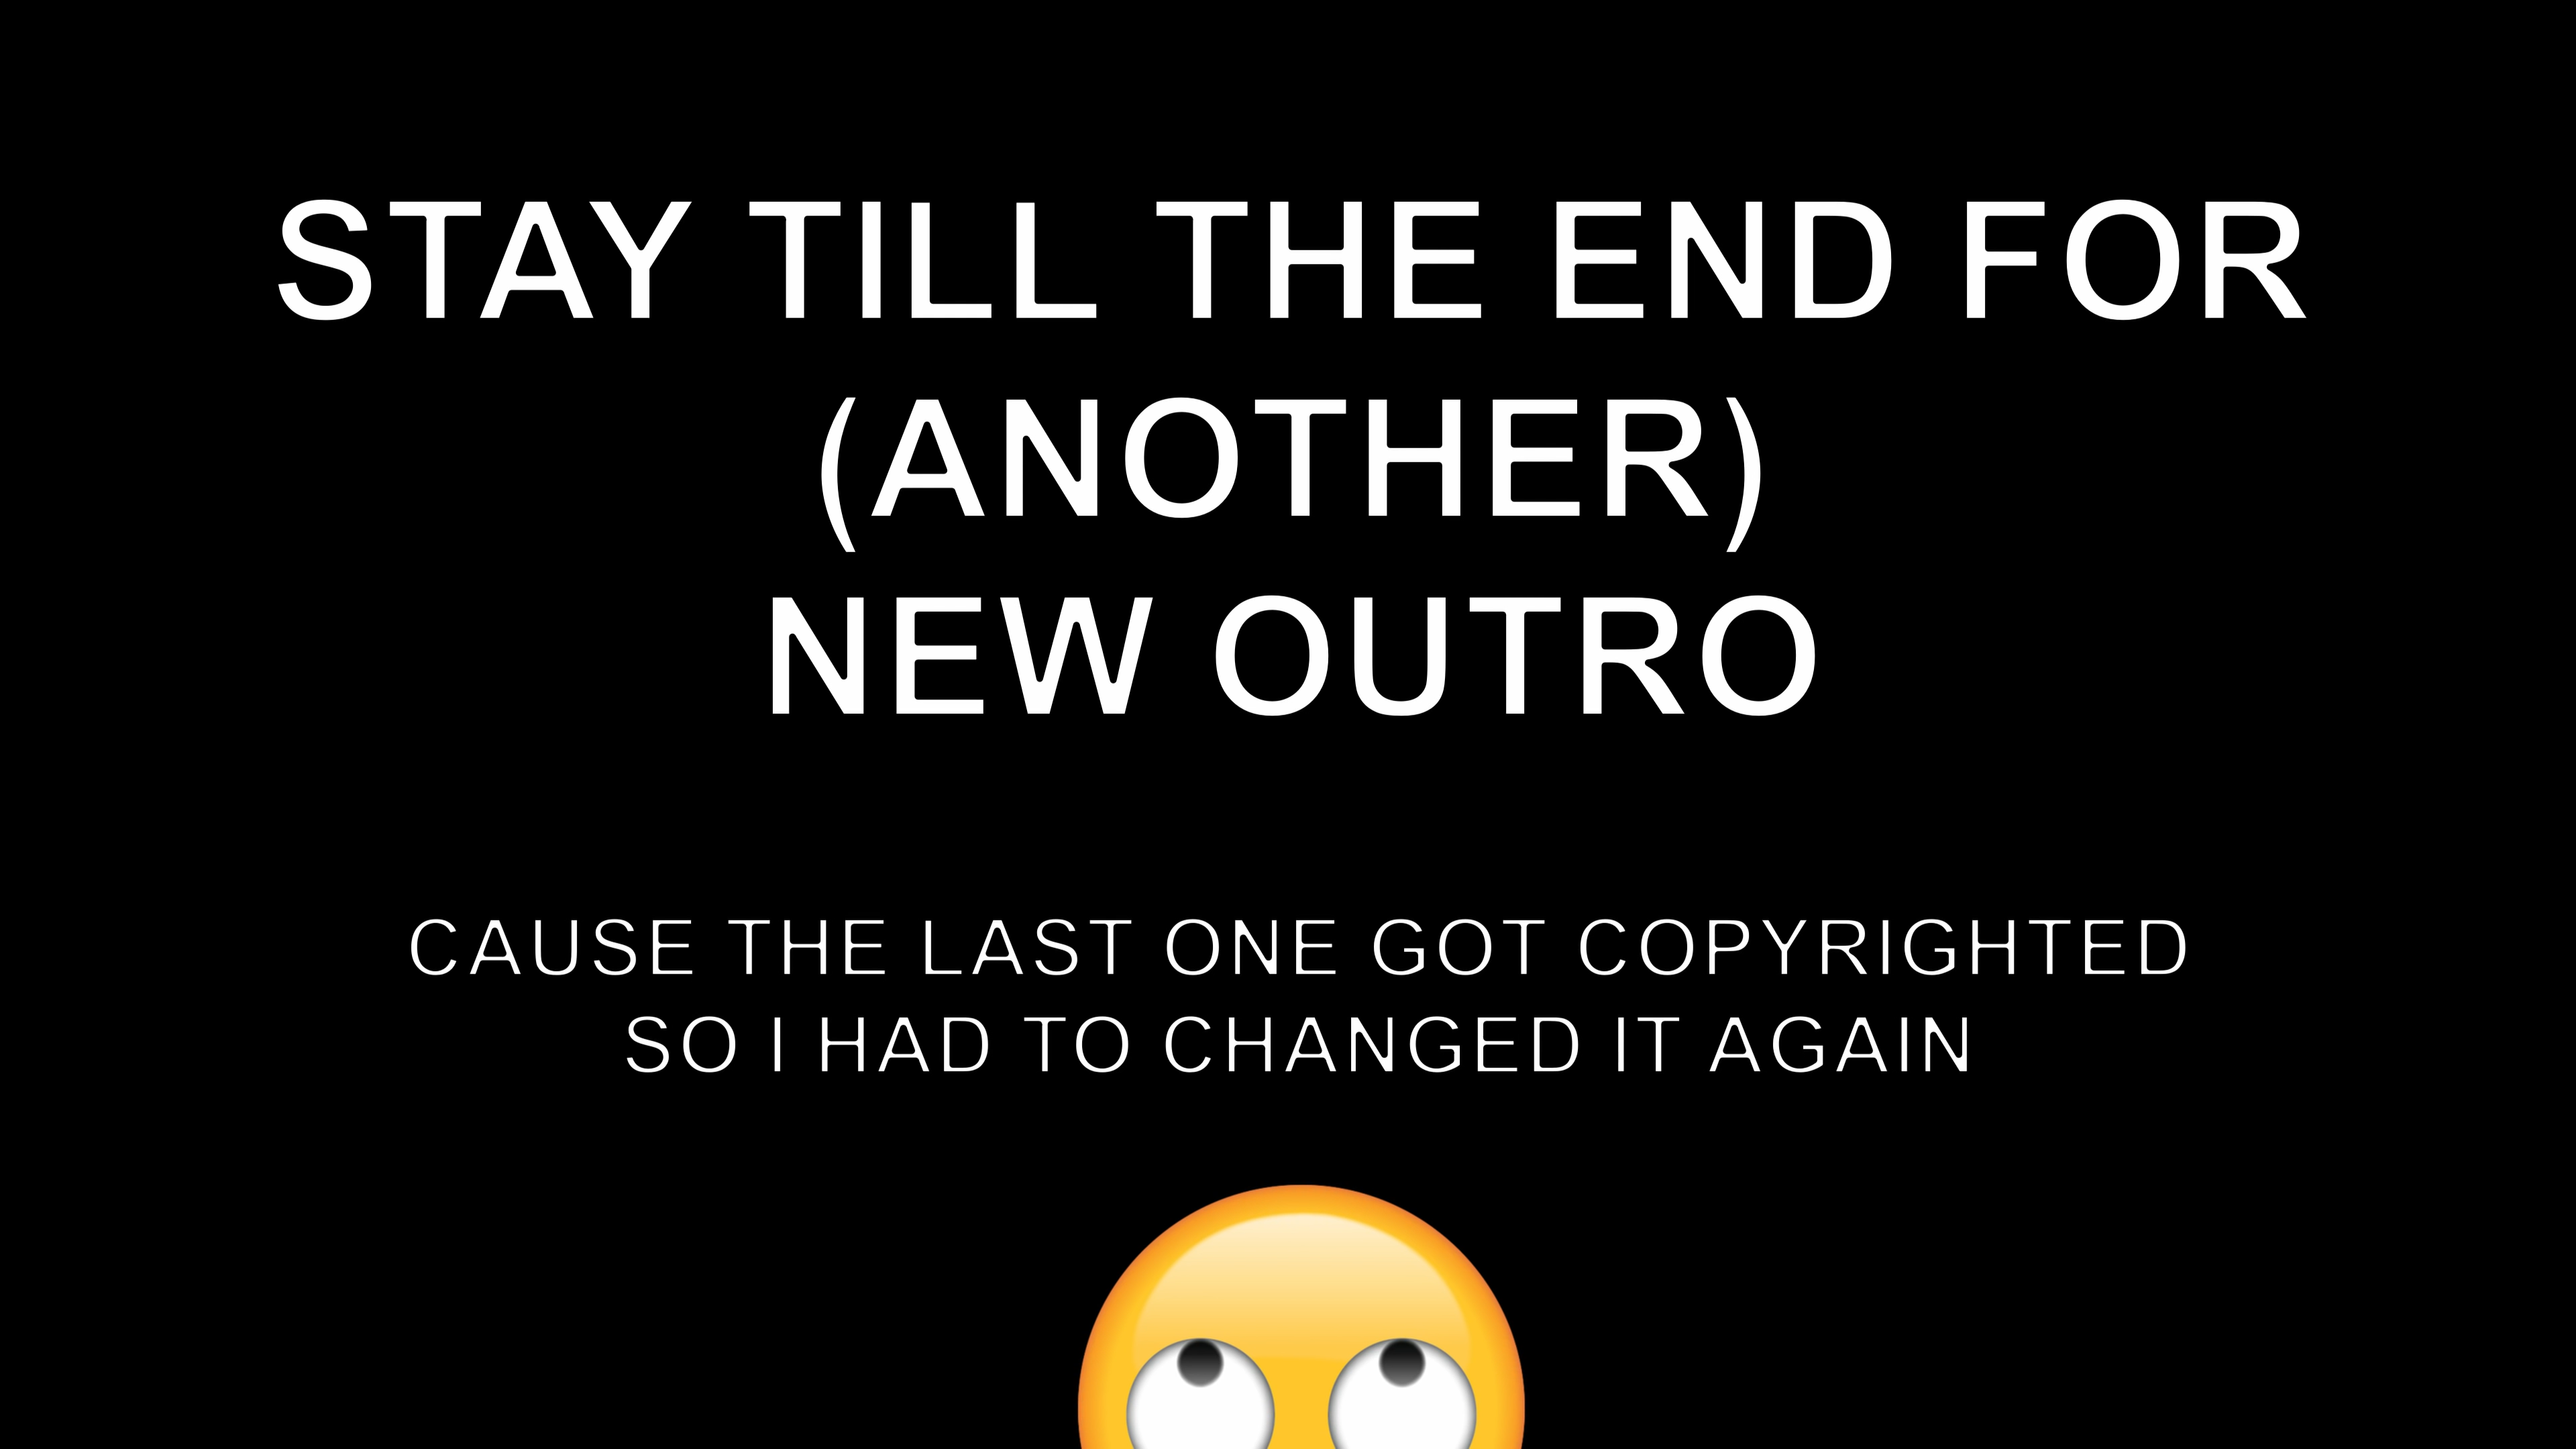 STAY TILL THE END FOR
(ANOTHER)
NEW OUTRO
CAUSE THE LAST ONE GOT COPYRIGHTED
SO I HAD TO CHANGED IT AGAIN